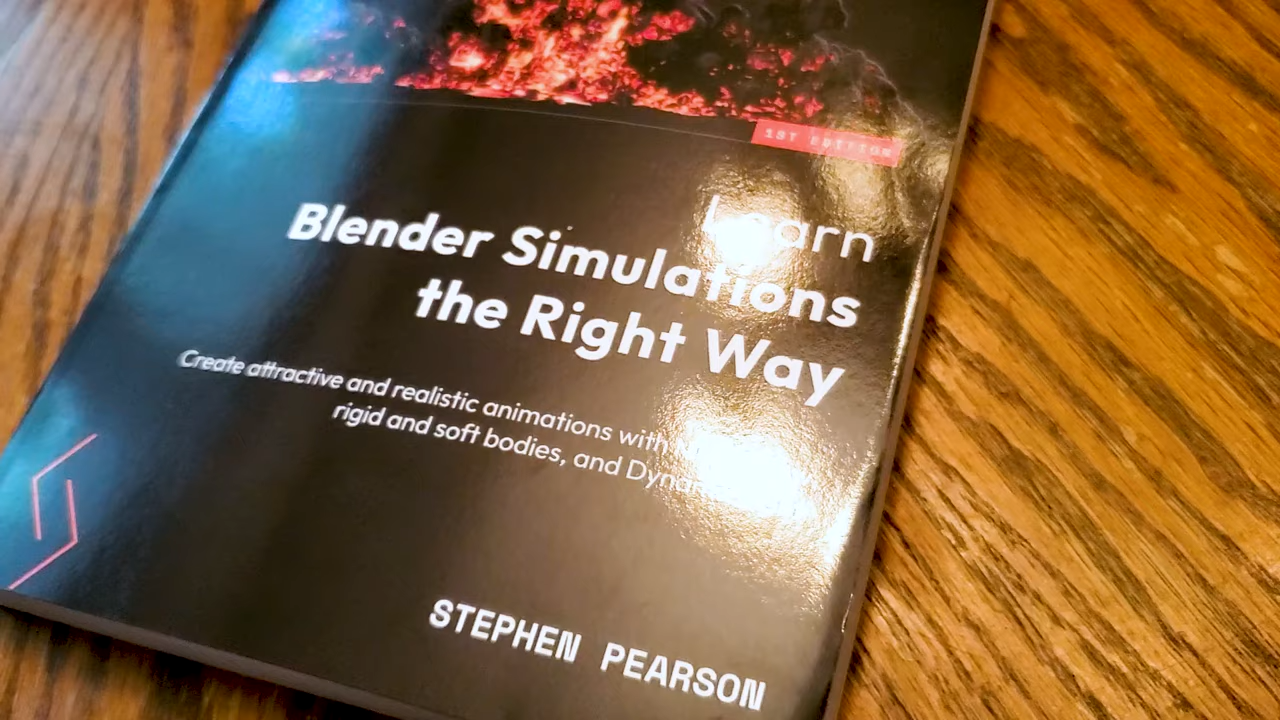 1ST EDITION
Learn
Blender Simulations
the Right Way
Create attractive and realistic animations with
rigid and soft bodies, and
STEPHEN PEARSON